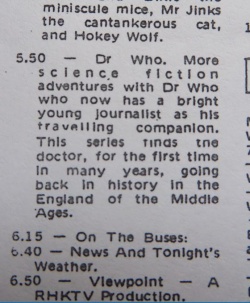 miniscule mice, Mr Jinks
the cantankerous cat,
and Hokey Wolf.
5.50 — Dr Who. More
science fiction
adventures with Dr Who
who now has a bright
young journalist as his
travelling companion.
This series finds the
doctor, for the first time
in many years, going
back in history in the
England of the Middle
Ages.
6.15 — On The Buses:
6.40 — News And Tonight's
Weather.
6.50 — Viewpoint — A
RHKTV Production.